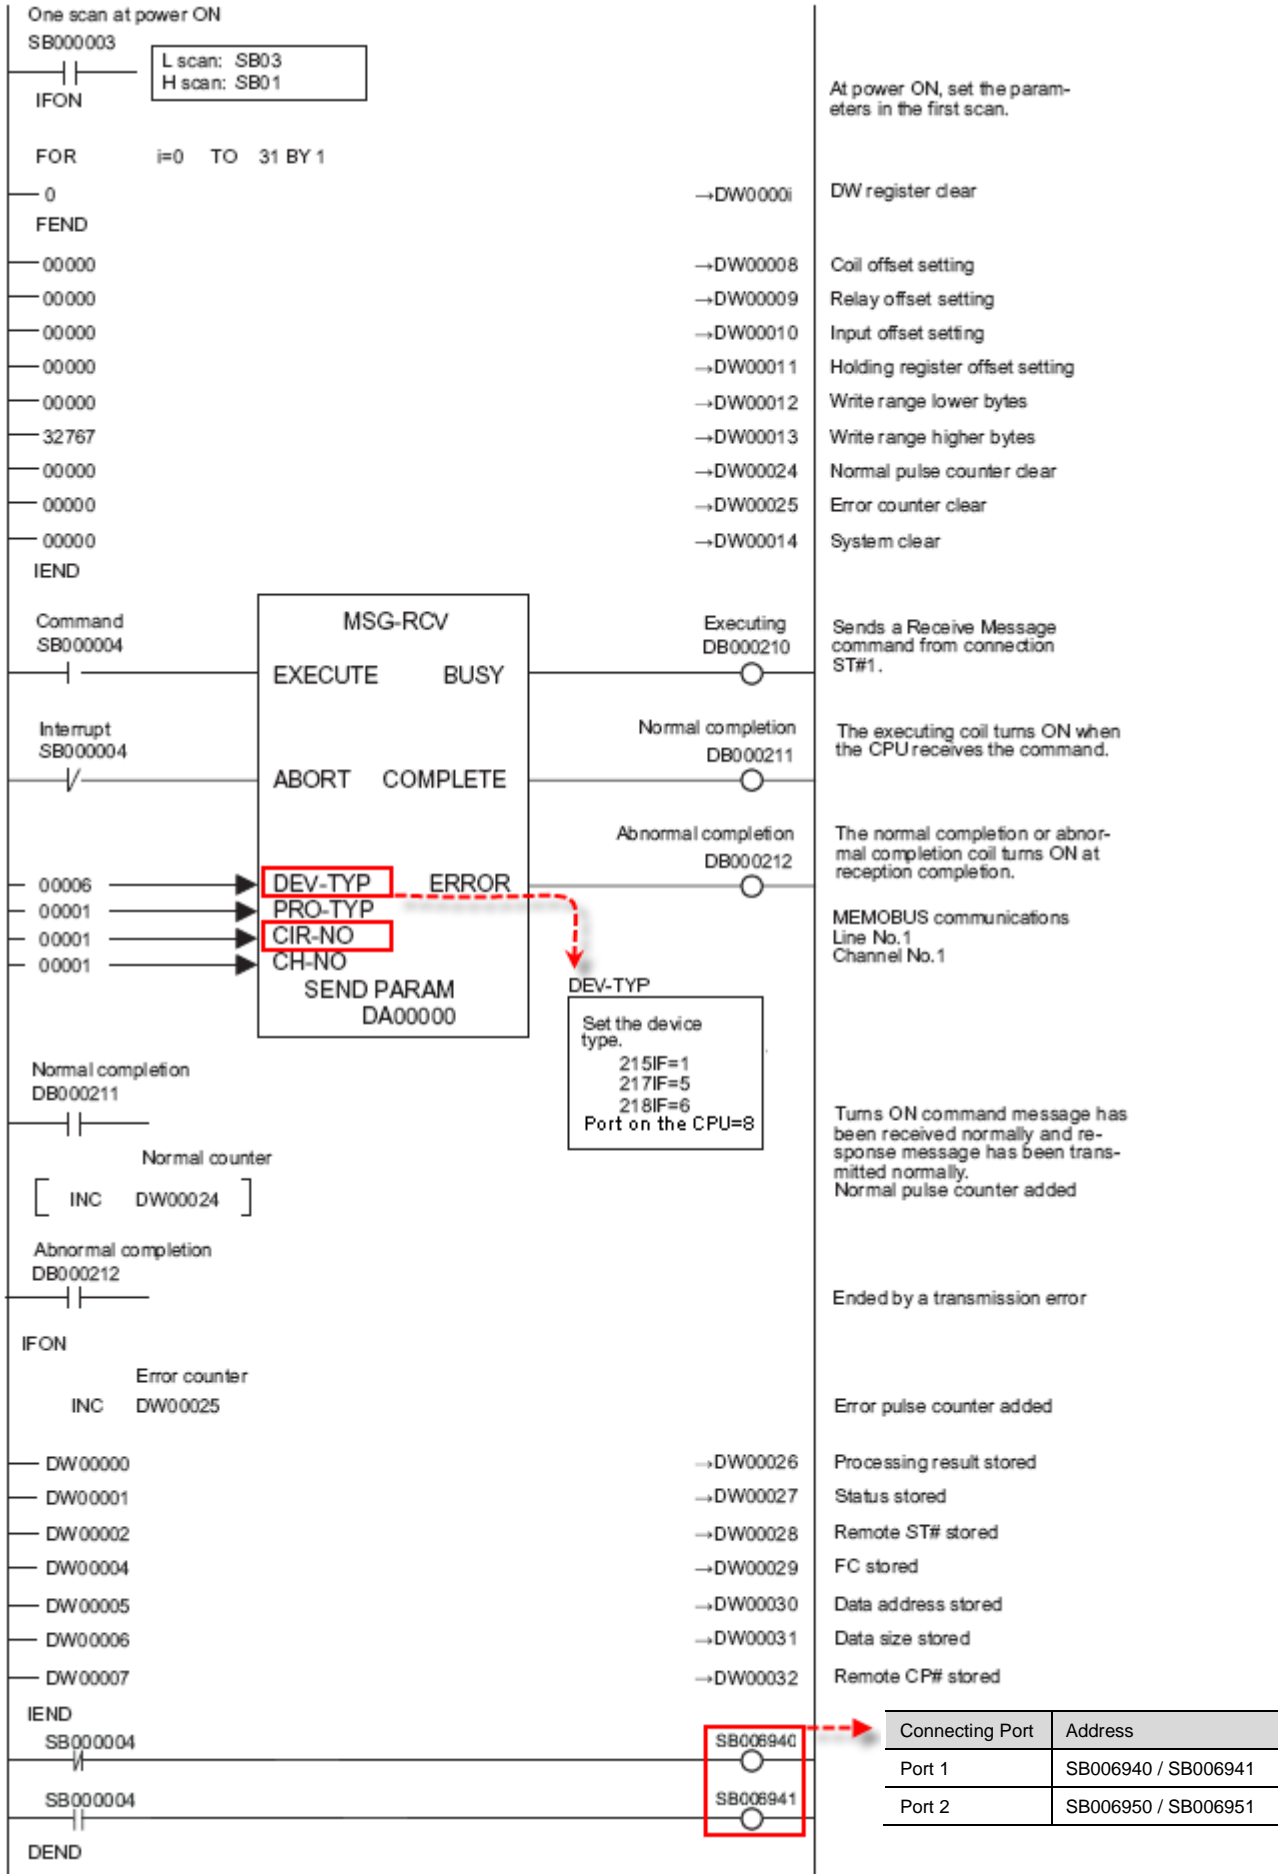 One scan at power ON
SB000003
L scan: SB03
H scan: SB01
IFON
At power ON, set the param-
eters in the first scan.
FOR i=0 TO 31 BY 1
0 →DW0000i DW register clear
FEND
00000 →DW00008 Coil offset setting
00000 →DW00009 Relay offset setting
00000 →DW00010 Input offset setting
00000 →DW00011 Holding register offset setting
00000 →DW00012 Write range lower bytes
32767 →DW00013 Write range higher bytes
00000 →DW00024 Normal pulse counter clear
00000 →DW00025 Error counter clear
00000 →DW00014 System clear
IEND
MSG-RCV
Command
SB000004
EXECUTE BUSY
Executing
DB000210
Sends a Receive Message
command from connection
ST#1.
Interrupt
SB000004
ABORT COMPLETE
Normal completion
DB000211
The executing coil turns ON when
the CPU receives the command.
Abnormal completion
DB000212
The normal completion or abnor-
mal completion coil turns ON at
reception completion.
00006 DEV-TYP ERROR
00001 PRO-TYP
00001 CIR-NO
00001 CH-NO
SEND PARAM
DA00000
MEMOBUS communications
Line No.1
Channel No.1
DEV-TYP
Set the device
type.
215IF=1
217IF=5
218IF=6
Port on the CPU=8
Normal completion
DB000211
Turns ON command message has
been received normally and re-
sponse message has been trans-
mitted normally.
Normal pulse counter added
Normal counter
INC DW00024
Abnormal completion
DB000212
Ended by a transmission error
IFON
Error counter
INC DW00025 Error pulse counter added
DW00000 →DW00026 Processing result stored
DW00001 →DW00027 Status stored
DW00002 →DW00028 Remote ST# stored
DW00004 →DW00029 FC stored
DW00005 →DW00030 Data address stored
DW00006 →DW00031 Data size stored
DW00007 →DW00032 Remote CP# stored
IEND
SB000004 SB006940
SB000004 SB006941
DEND
Connecting Port Address
Port 1 SB006940 / SB006941
Port 2 SB006950 / SB006951